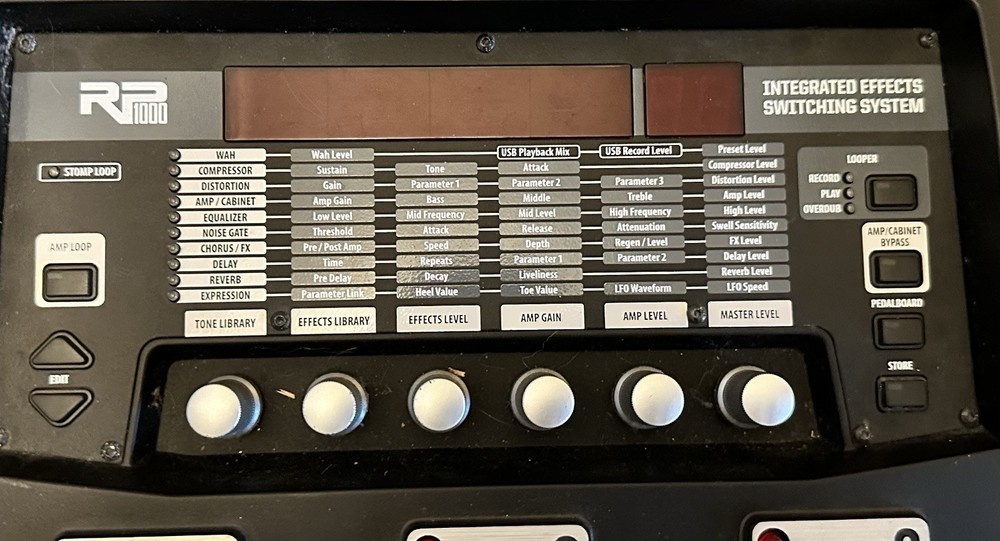 RP1000
INTEGRATED EFFECTS
SWITCHING SYSTEM
STOMP LOOP
AMP LOOP
EDIT
USB Playback Mix USB Record Level
WAH Wah Level Preset Level
COMPRESSOR Sustain Tone Attack Compressor Level
DISTORTION Gain Parameter 1 Parameter 2 Parameter 3 Distortion Level
AMP / CABINET Amp Gain Bass Middle Treble Amp Level
EQUALIZER Low Level Mid Frequency Mid Level High Frequency High Level
NOISE GATE Threshold Attack Release Attenuation Swell Sensitivity
CHORUS / FX Pre / Post Amp Speed Depth Regen / Level FX Level
DELAY Time Repeats Parameter 1 Parameter 2 Delay Level
REVERB Pre Delay Decay Liveliness Reverb Level
EXPRESSION Parameter Link Heel Value Toe Value LFO Waveform LFO Speed
TONE LIBRARY EFFECTS LIBRARY EFFECTS LEVEL AMP GAIN AMP LEVEL MASTER LEVEL
LOOPER
RECORD
PLAY
OVERDUB
AMP/CABINET
BYPASS
PEDALBOARD
STORE